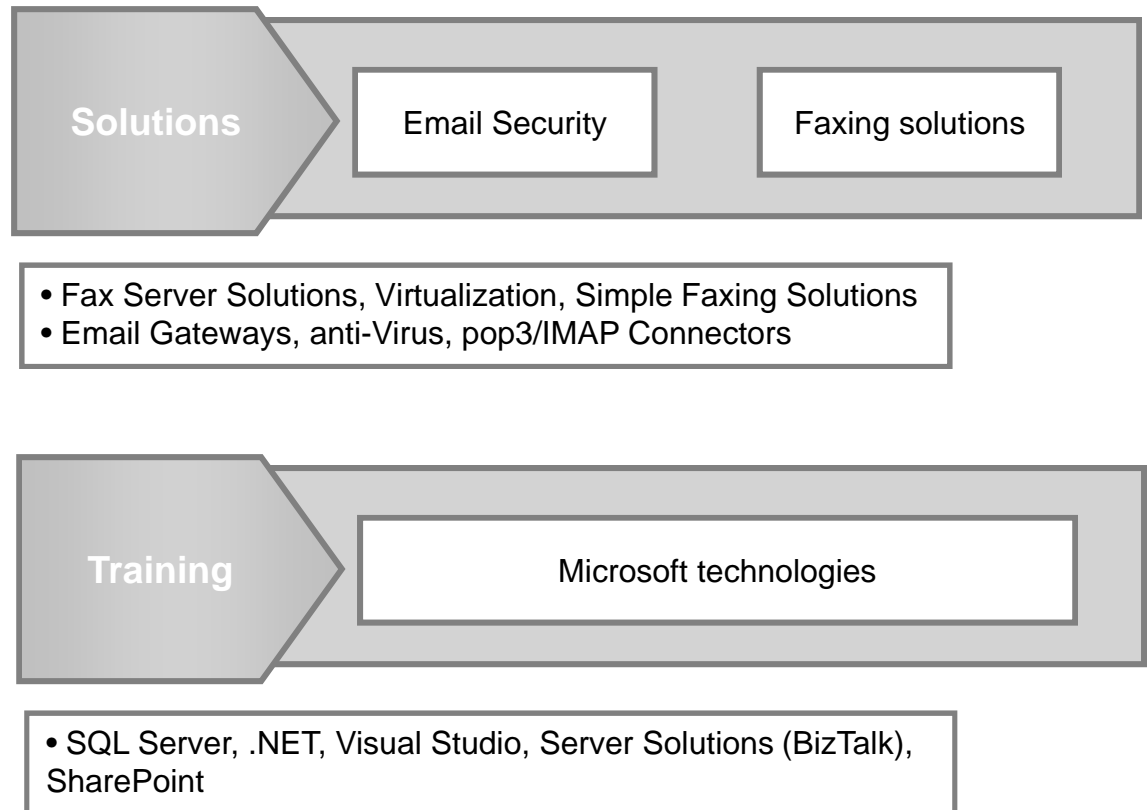 Solutions
Email Security
Faxing solutions
• Fax Server Solutions, Virtualization, Simple Faxing Solutions
• Email Gateways, anti-Virus, pop3/IMAP Connectors
Training
Microsoft technologies
• SQL Server, .NET, Visual Studio, Server Solutions (BizTalk),
SharePoint